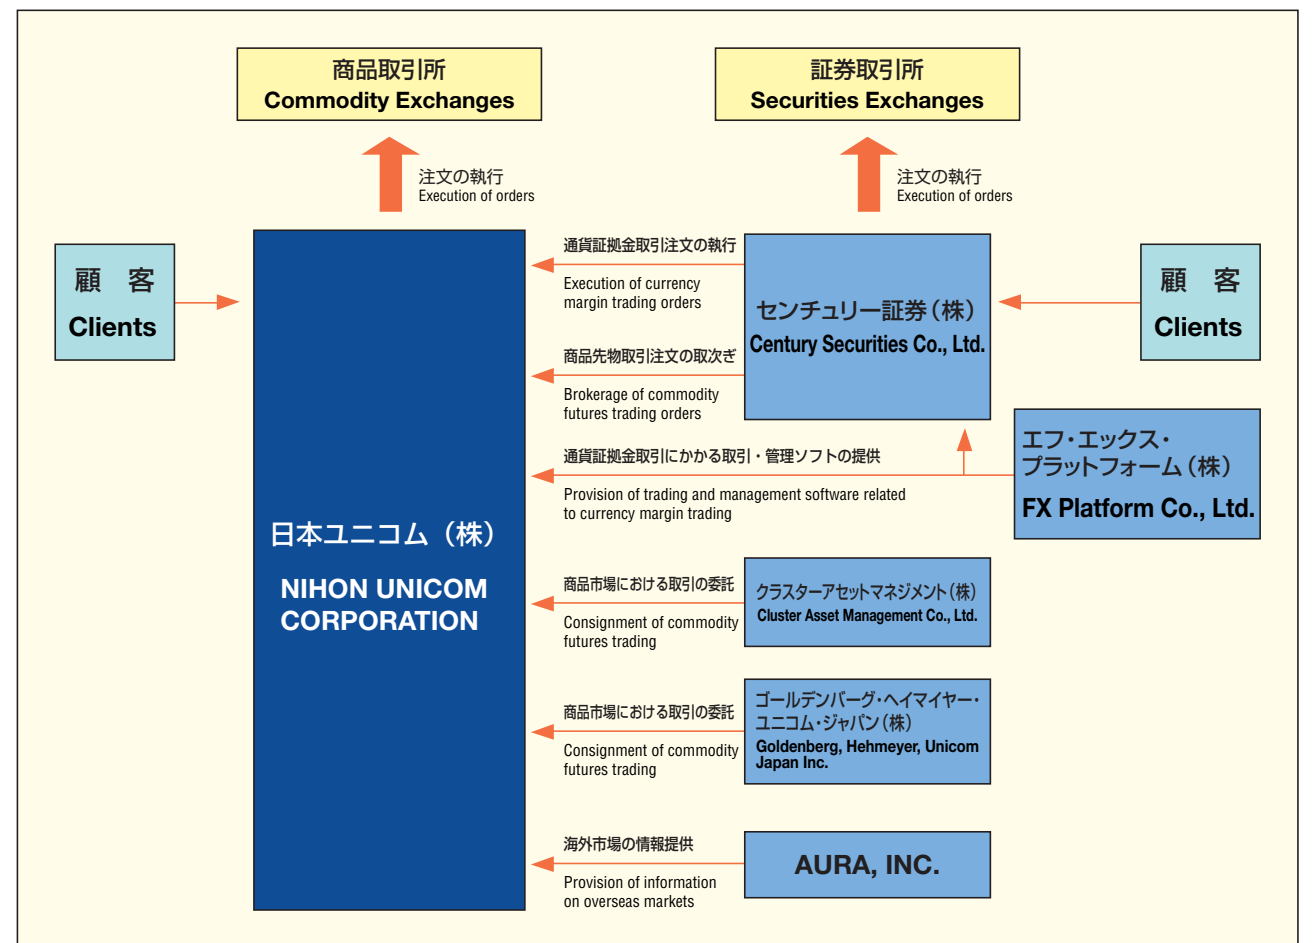 商品取引所
Commodity Exchanges
証券取引所
Securities Exchanges
注文の執行
Execution of orders
注文の執行
Execution of orders
顧 客
Clients
日本ユニコム（株）
NIHON UNICOM
CORPORATION
通貨証拠金取引注文の執行
Execution of currency
margin trading orders
商品先物取引注文の取次ぎ
Brokerage of commodity
futures trading orders
センチュリー証券（株）
Century Securities Co., Ltd.
顧 客
Clients
通貨証拠金取引にかかる取引・管理ソフトの提供
Provision of trading and management software related
to currency margin trading
エフ・エックス・
プラットフォーム（株）
FX Platform Co., Ltd.
商品市場における取引の委託
Consignment of commodity
futures trading
クラスターアセットマネジメント（株）
Cluster Asset Management Co., Ltd.
商品市場における取引の委託
Consignment of commodity
futures trading
ゴールデンバーグ・ヘイマイヤー・
ユニコム・ジャパン（株）
Goldenberg, Hehmeyer, Unicom
Japan Inc.
海外市場の情報提供
Provision of information
on overseas markets
AURA, INC.